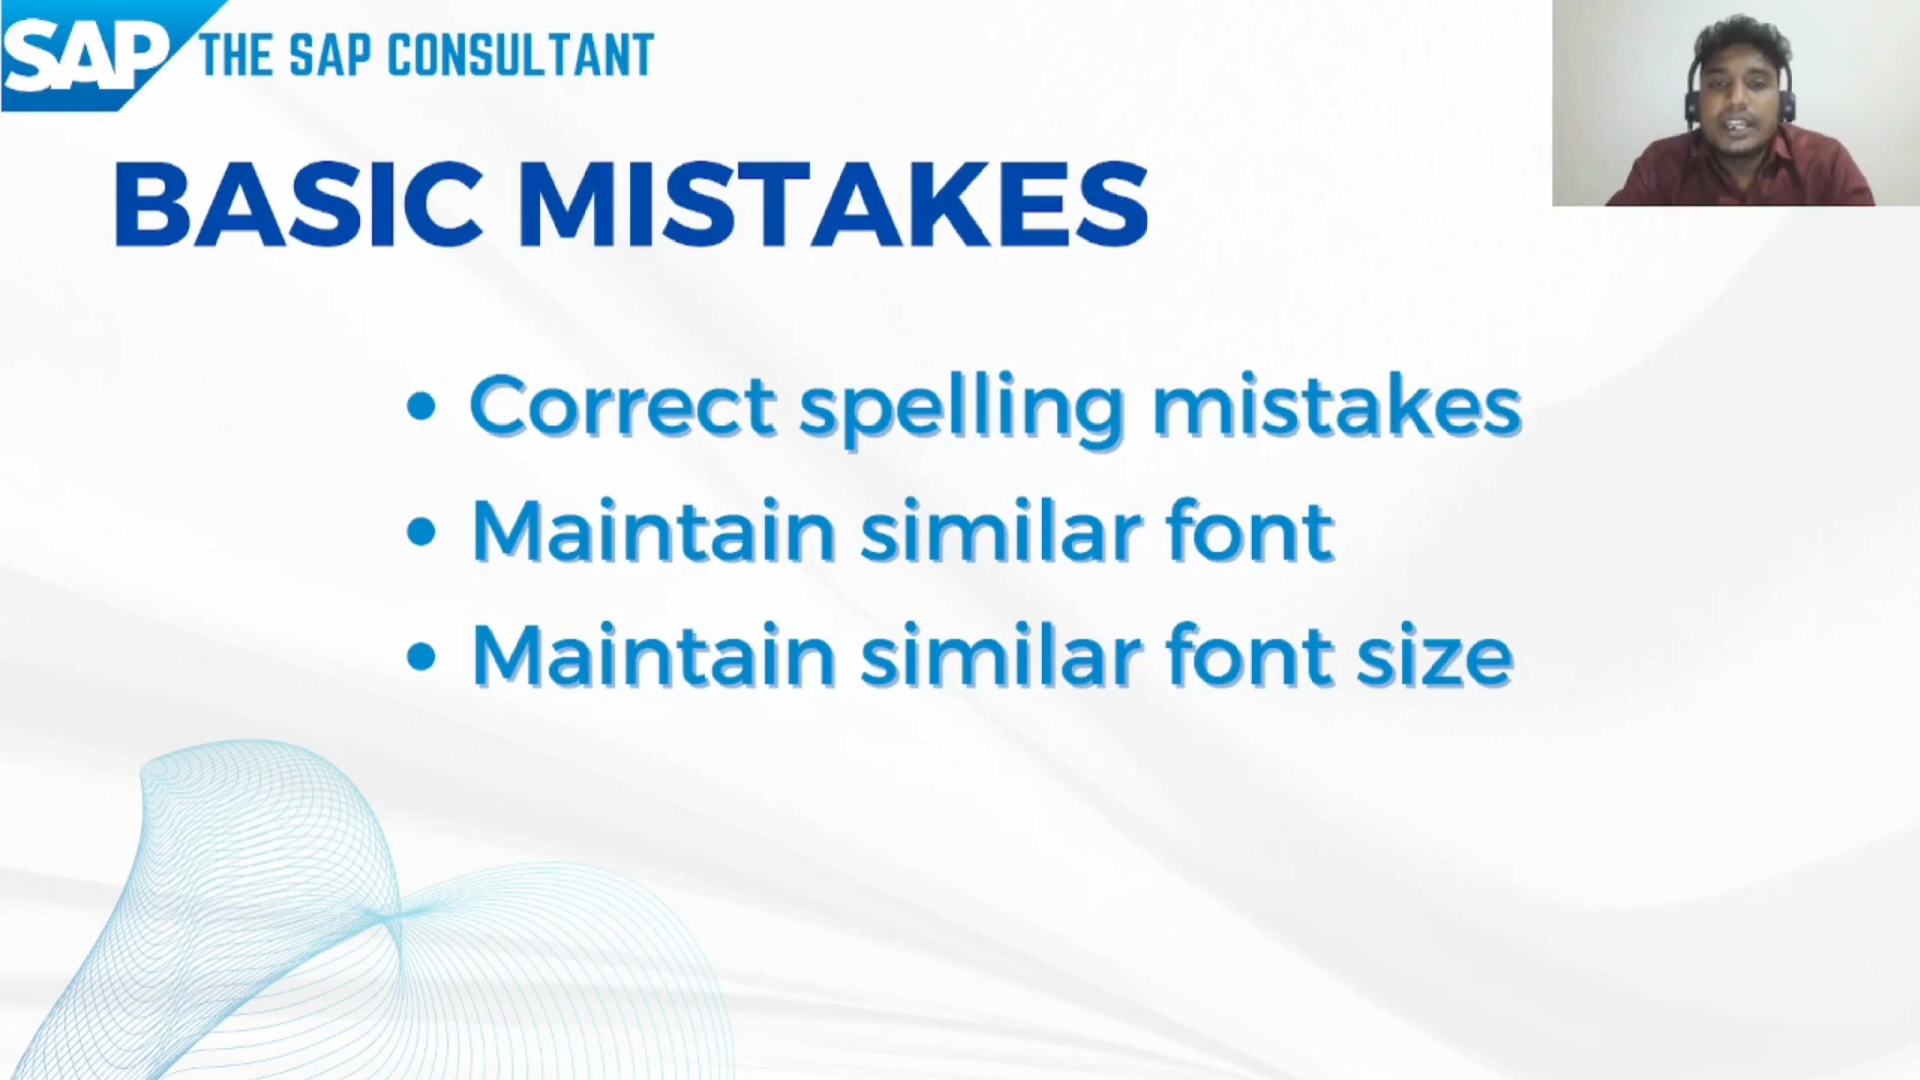 SAP THE SAP CONSULTANT
BASIC MISTAKES
• Correct spelling mistakes
• Maintain similar font
• Maintain similar font size